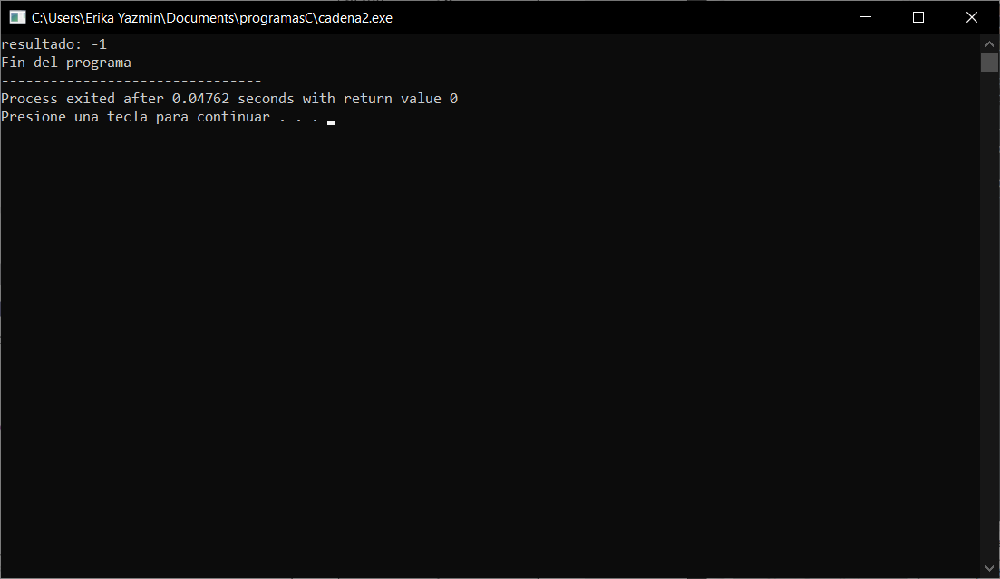 C:\Users\Erika Yazmin\Documents\programasC\cadena2.exe
resultado: -1
Fin del programa
--------------------------------
Process exited after 0.04762 seconds with return value 0
Presione una tecla para continuar . . .